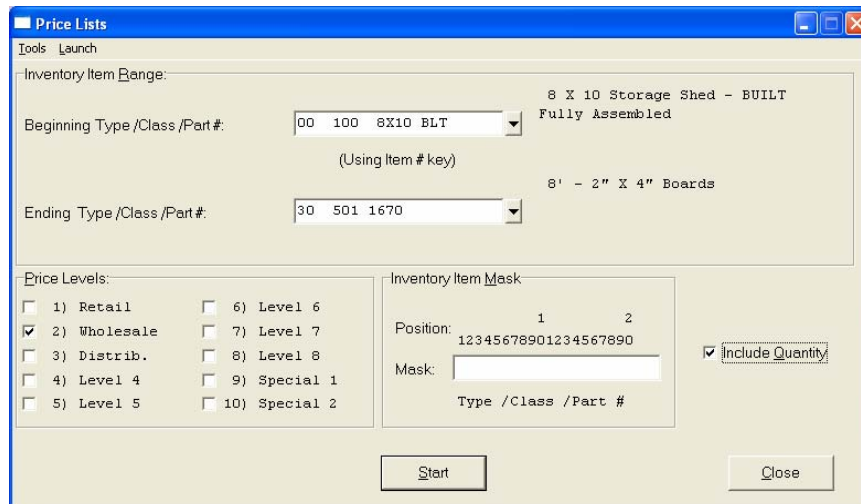 Price Lists
Tools Launch
Inventory Item Range:
8 X 10 Storage Shed - BUILT
Fully Assembled
Beginning Type /Class /Part #:
00 100 8X10 BLT
(Using Item # key)
8' - 2" X 4" Boards
Ending Type /Class /Part #:
30 501 1670
Price Levels:
1) Retail
2) Wholesale
3) Distrib.
4) Level 4
5) Level 5
6) Level 6
7) Level 7
8) Level 8
9) Special 1
10) Special 2
Inventory Item Mask
1 2
Position: 12345678901234567890
Mask:
Type /Class /Part #
Include Quantity
Start
Close